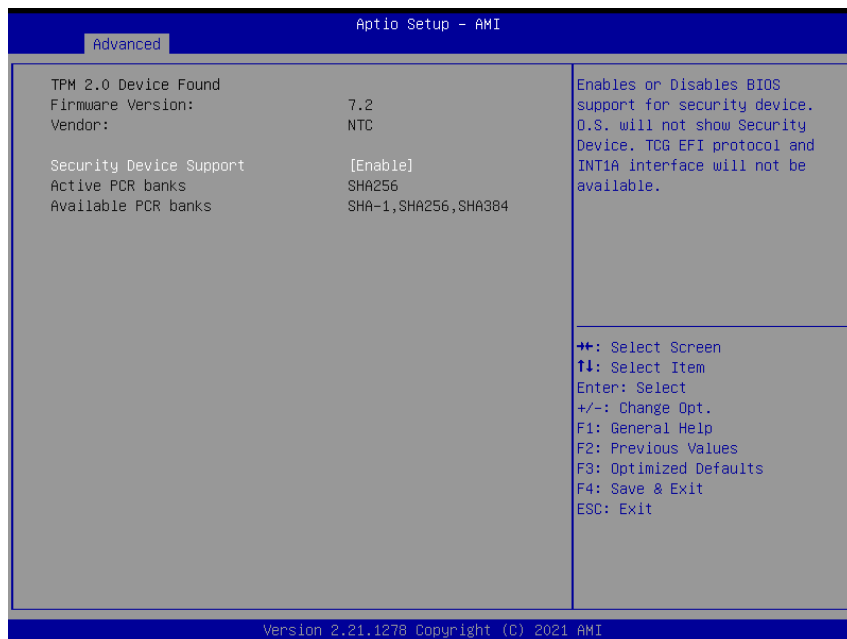 Aptio Setup – AMI
Advanced
TPM 2.0 Device Found
Firmware Version: 7.2
Vendor: NTC
Security Device Support [Enable]
Active PCR banks SHA256
Available PCR banks SHA-1,SHA256,SHA384
Enables or Disables BIOS
support for security device.
O.S. will not show Security
Device. TCG EFI protocol and
INT1A interface will not be
available.
→←: Select Screen
↑↓: Select Item
Enter: Select
+/-: Change Opt.
F1: General Help
F2: Previous Values
F3: Optimized Defaults
F4: Save & Exit
ESC: Exit
Version 2.21.1278 Copyright (C) 2021 AMI